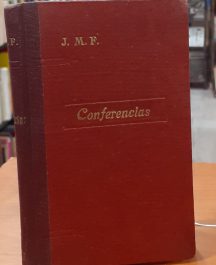 J. M. F.
Conferencias